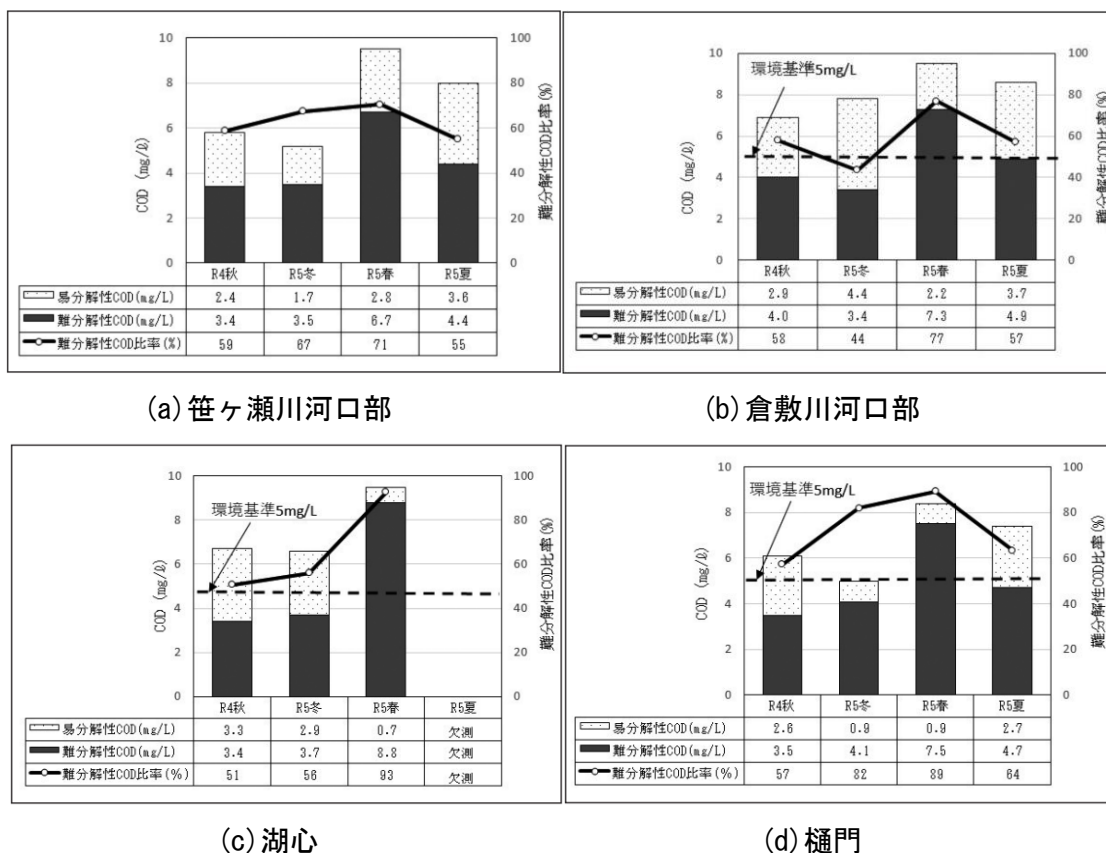 COD (mg/ℓ)
10
8
6
4
2
0
100
80
60
40
20
0
難分解性COD比率(%)
R4秋 R5冬 R5春 R5夏
易分解性COD(mg/L) 2.4 1.7 2.8 3.6
難分解性COD(mg/L) 3.4 3.5 6.7 4.4
難分解性COD比率(%) 59 67 71 55
(a)笹ヶ瀬川河口部
環境基準5mg/L
COD (mg/ℓ)
10
8
6
4
2
0
100
80
60
40
20
0
難分解性COD比率(%)
R4秋 R5冬 R5春 R5夏
易分解性COD(mg/L) 2.9 4.4 2.2 3.7
難分解性COD(mg/L) 4.0 3.4 7.3 4.9
難分解性COD比率(%) 58 44 77 57
(b)倉敷川河口部
環境基準5mg/L
COD (mg/ℓ)
10
8
6
4
2
0
100
80
60
40
20
0
難分解性COD比率(%)
R4秋 R5冬 R5春 R5夏
易分解性COD(mg/L) 3.3 2.9 0.7 欠測
難分解性COD(mg/L) 3.4 3.7 8.8 欠測
難分解性COD比率(%) 51 56 93 欠測
(c)湖心
環境基準5mg/L
COD (mg/ℓ)
10
8
6
4
2
0
100
80
60
40
20
0
難分解性COD比率(%)
R4秋 R5冬 R5春 R5夏
易分解性COD(mg/L) 2.6 0.9 0.9 2.7
難分解性COD(mg/L) 3.5 4.1 7.5 4.7
難分解性COD比率(%) 57 82 89 64
(d)樋門